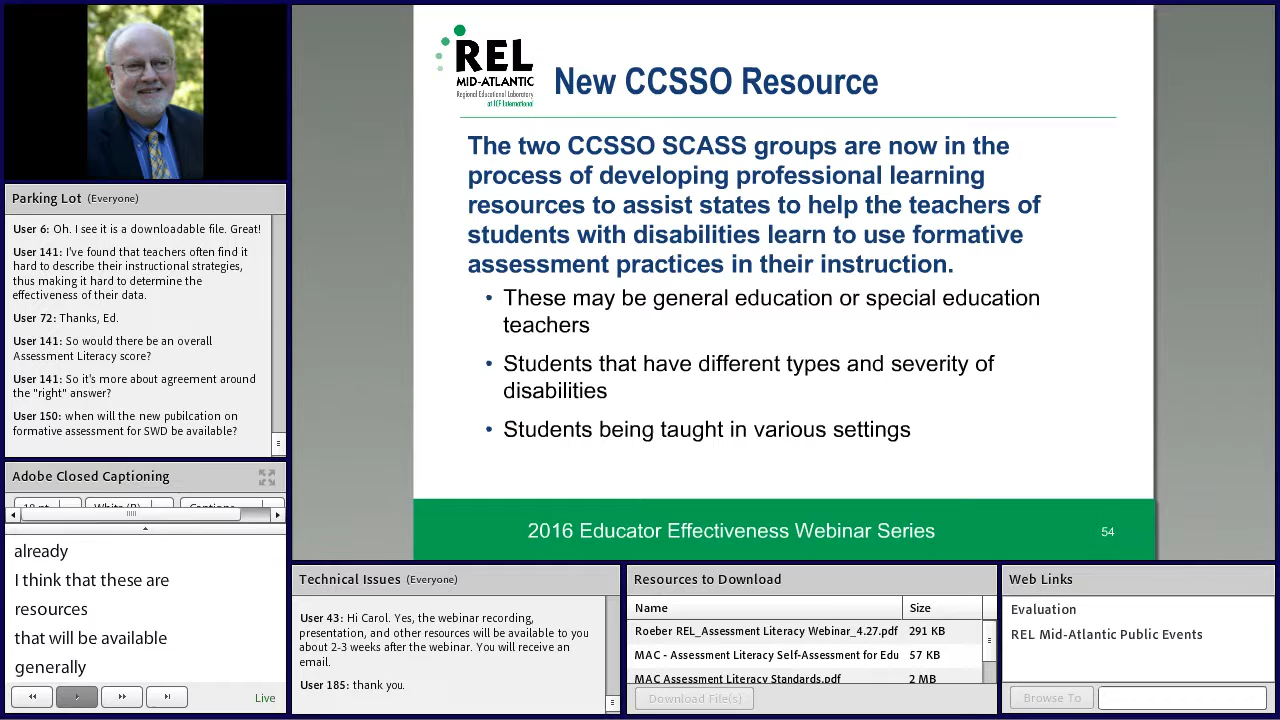 REL
MID-ATLANTIC
Regional Educational Laboratory
at ICF International
New CCSSO Resource
The two CCSSO SCASS groups are now in the
process of developing professional learning
resources to assist states to help the teachers of
students with disabilities learn to use formative
assessment practices in their instruction.
• These may be general education or special education
teachers
• Students that have different types and severity of
disabilities
• Students being taught in various settings
2016 Educator Effectiveness Webinar Series
54
Parking Lot (Everyone)
User 6: Oh. I see it is a downloadable file. Great!
User 141: I've found that teachers often find it
hard to describe their instructional strategies,
thus making it hard to determine the
effectiveness of their data.
User 72: Thanks, Ed.
User 141: So would there be an overall
Assessment Literacy score?
User 141: So it's more about agreement around
the "right" answer?
User 150: when will the new pubilcation on
formative assessment for SWD be available?
Adobe Closed Captioning
already
I think that these are
resources
that will be available
generally
Live
Technical Issues (Everyone)
User 43: Hi Carol. Yes, the webinar recording,
presentation, and other resources will be available to you
about 2-3 weeks after the webinar. You will receive an
email.
User 185: thank you.
Resources to Download
Name Size
Roeber REL_Assessment Literacy Webinar_4.27.pdf 291 KB
MAC - Assessment Literacy Self-Assessment for Edu 57 KB
MAC Assessment Literacy Standards.pdf 2 MB
Download File(s)
Web Links
Evaluation
REL Mid-Atlantic Public Events
Browse To